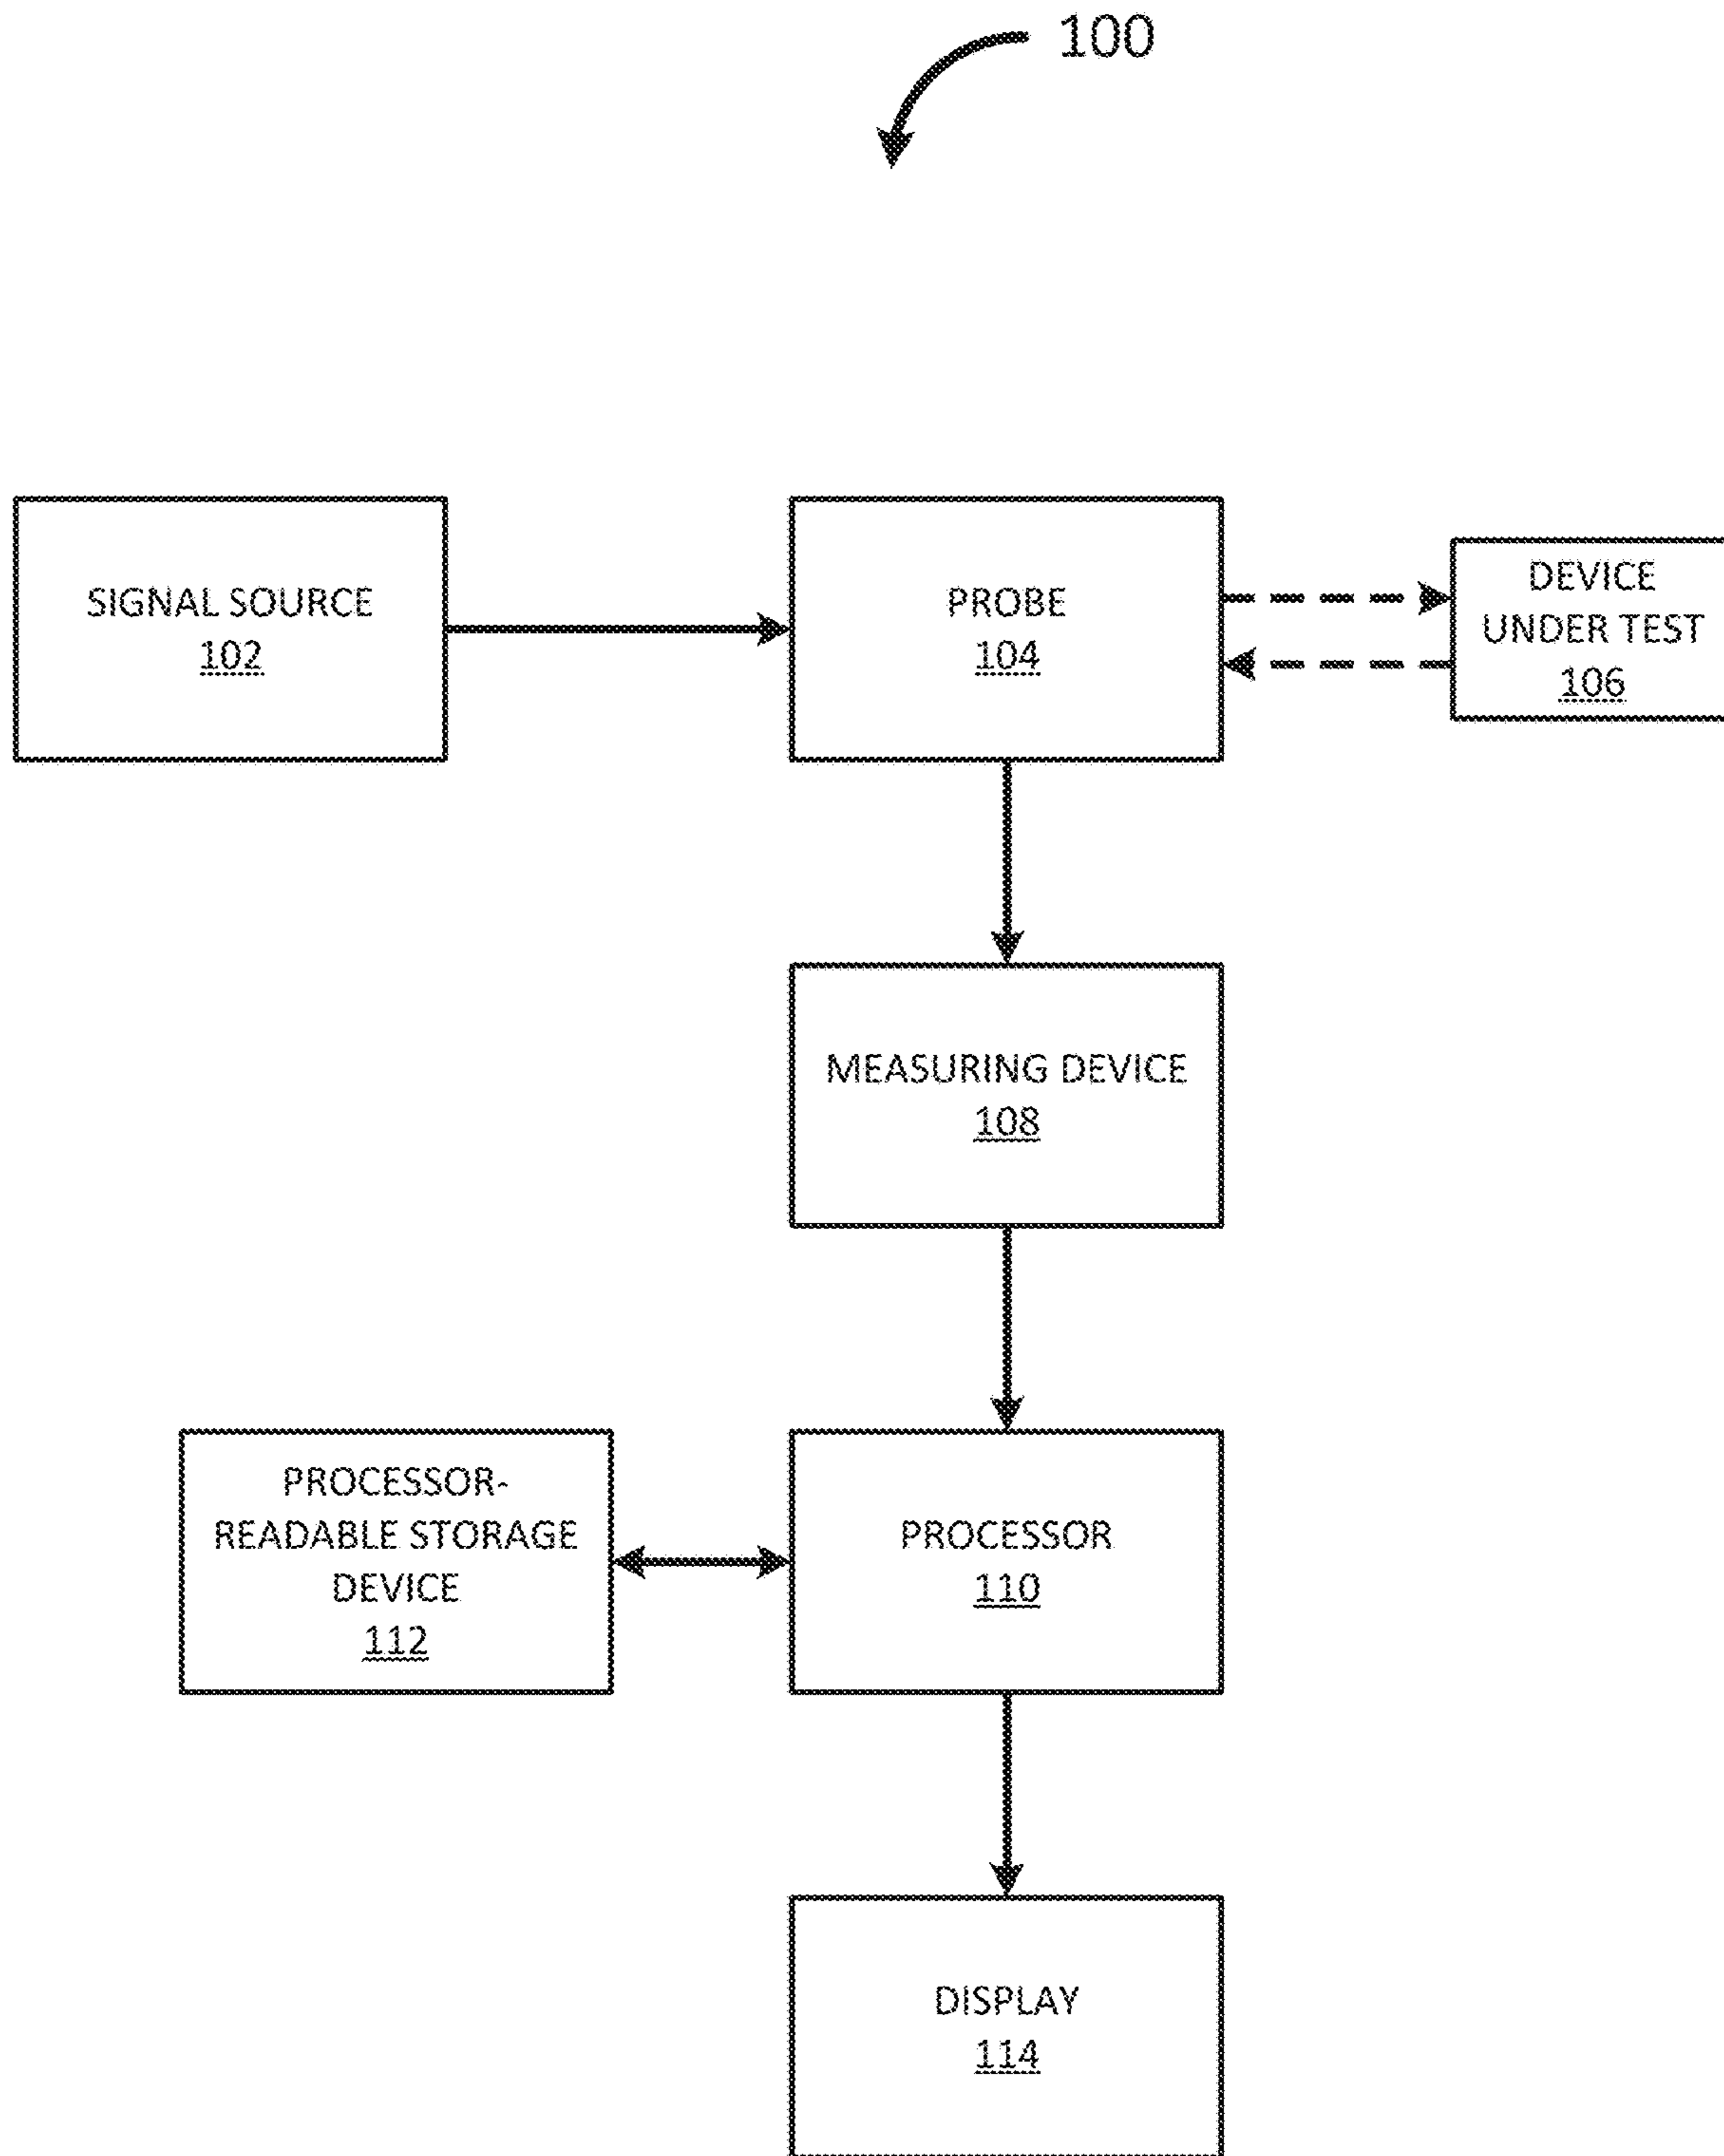 100
SIGNAL SOURCE
102
PROBE
104
DEVICE
UNDER TEST
106
MEASURING DEVICE
108
PROCESSOR-
READABLE STORAGE
DEVICE
112
PROCESSOR
110
DISPLAY
114